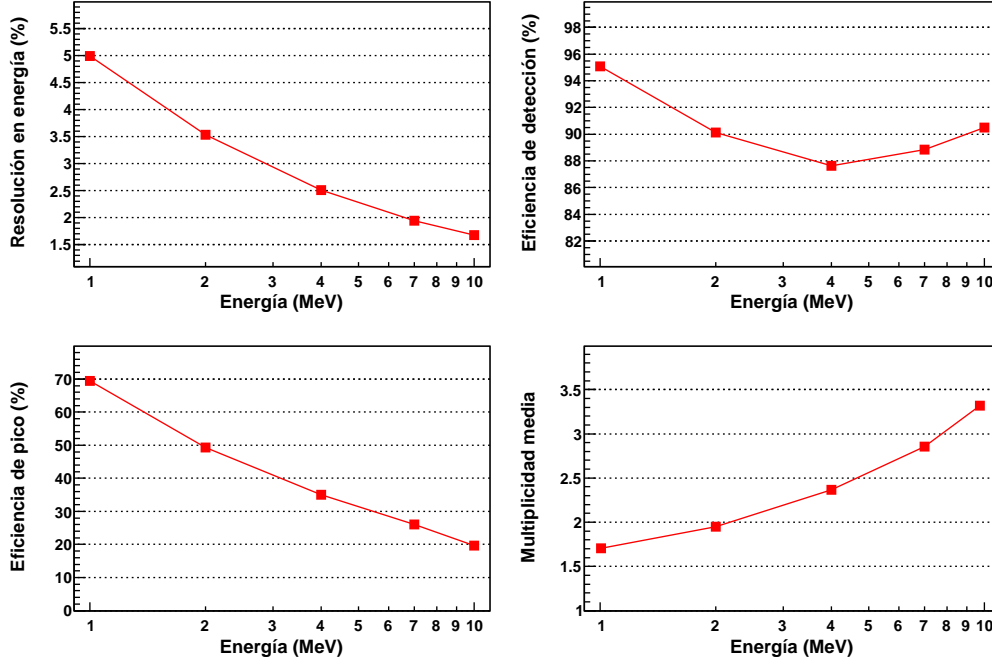 Resolución en energía (%)
5.5
5
4.5
4
3.5
3
2.5
2
1.5
1 2 3 4 5 6 7 8 9 10
Energía (MeV)
Eficiencia de detección (%)
98
96
94
92
90
88
86
84
82
1 2 3 4 5 6 7 8 9 10
Energía (MeV)
Eficiencia de pico (%)
70
60
50
40
30
20
10
0
1 2 3 4 5 6 7 8 9 10
Energía (MeV)
Multiplicidad media
3.5
3
2.5
2
1.5
1
1 2 3 4 5 6 7 8 9 10
Energía (MeV)